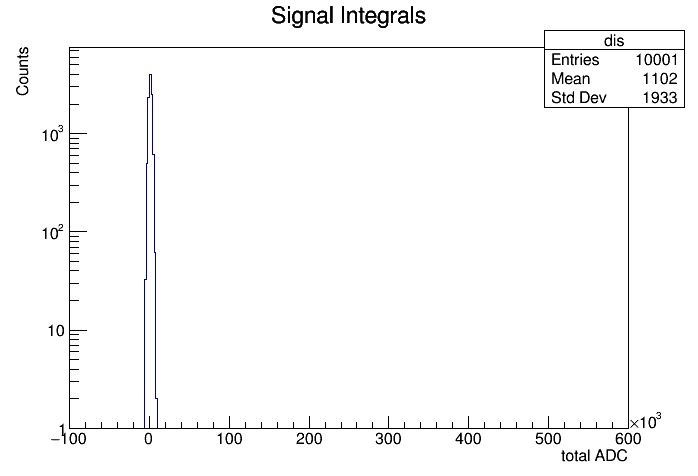 Signal Integrals
dis
Entries 10001
Mean 1102
Std Dev 1933
Counts
10³
10²
10
1
−100 0 100 200 300 400 500 600
×10³
total ADC